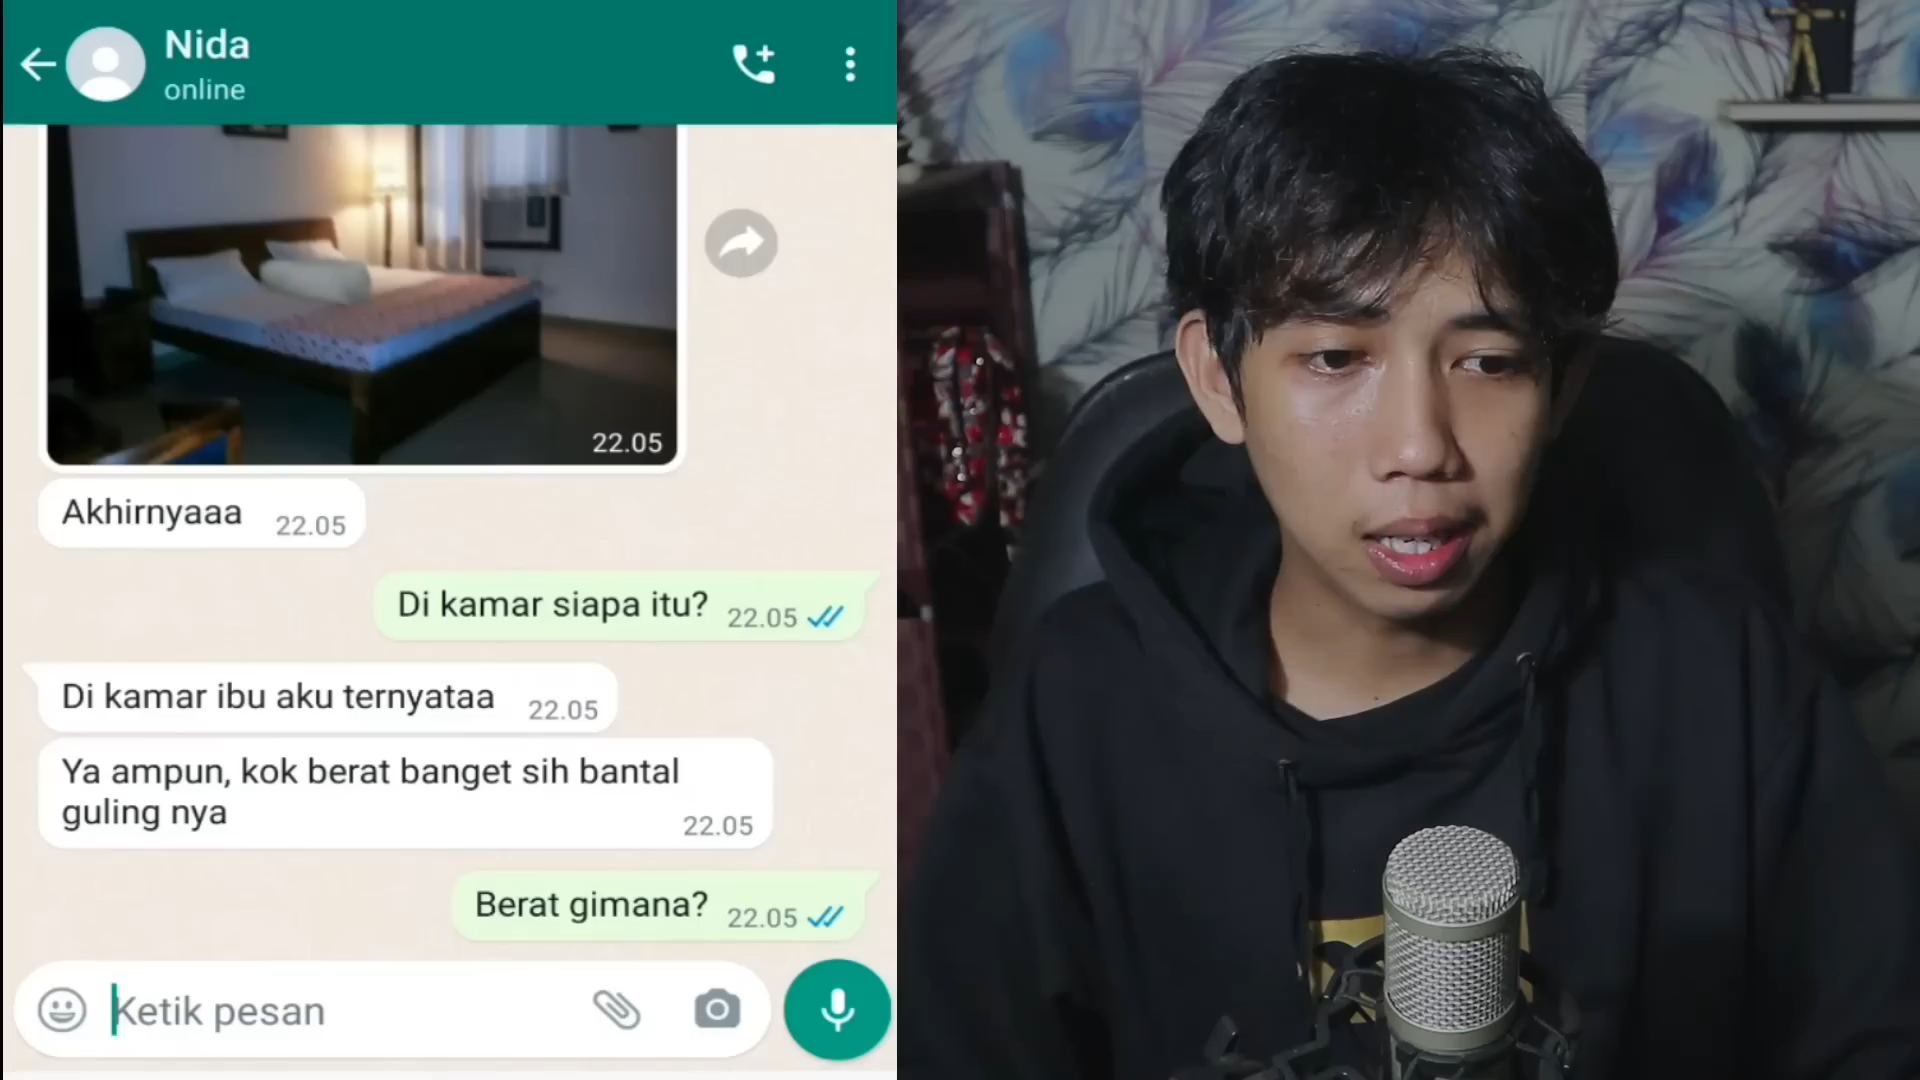 Nida
online
22.05
Akhirnyaaa 22.05
Di kamar siapa itu? 22.05
Di kamar ibu aku ternyataa 22.05
Ya ampun, kok berat banget sih bantal
guling nya 22.05
Berat gimana? 22.05
Ketik pesan